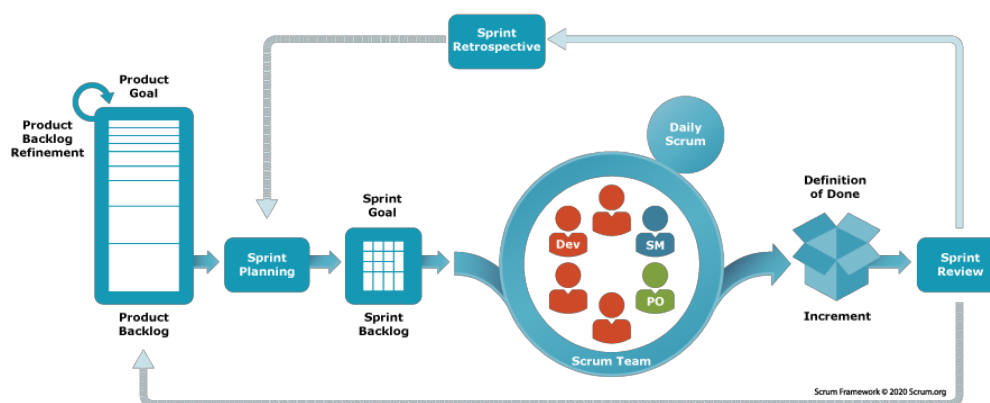 Sprint
Retrospective
Product
Goal
Product
Backlog
Refinement
Daily
Scrum
Definition
of Done
Sprint
Goal
Dev
SM
Sprint
Planning
Sprint
Review
PO
Product
Backlog
Sprint
Backlog
Increment
Scrum Team
Scrum Framework © 2020 Scrum.org